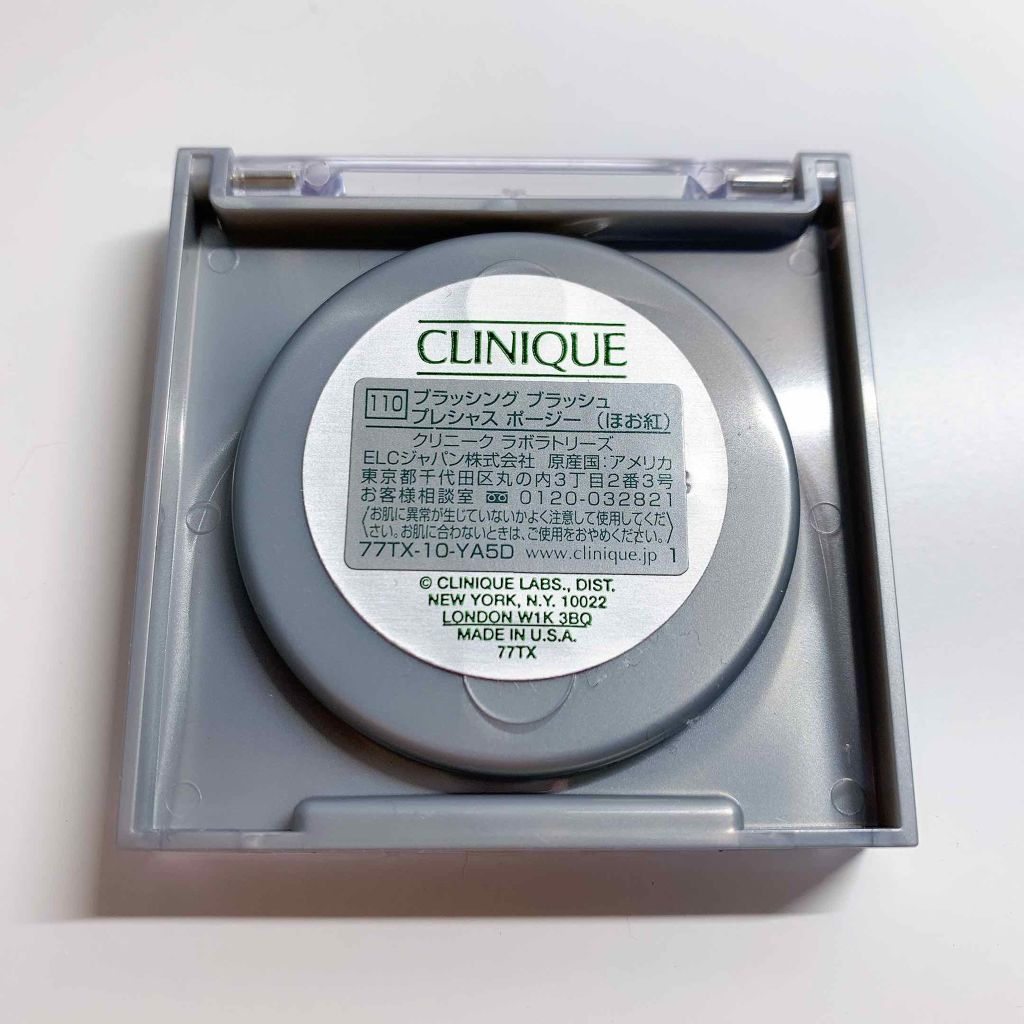 CLINIQUE
110 ブラッシング ブラッシュ
プレシャス ポージー（ほお紅）
クリニーク ラボラトリーズ
ELCジャパン株式会社 原産国:アメリカ
東京都千代田区丸の内3丁目2番3号
お客様相談室 0120-032821
お肌に異常が生じていないかよく注意して使用してくだ
さい。お肌に合わないときは、ご使用をおやめください。
77TX-10-YA5D www.clinique.jp 1
© CLINIQUE LABS., DIST.
NEW YORK, N.Y. 10022
LONDON W1K 3BQ
MADE IN U.S.A.
77TX